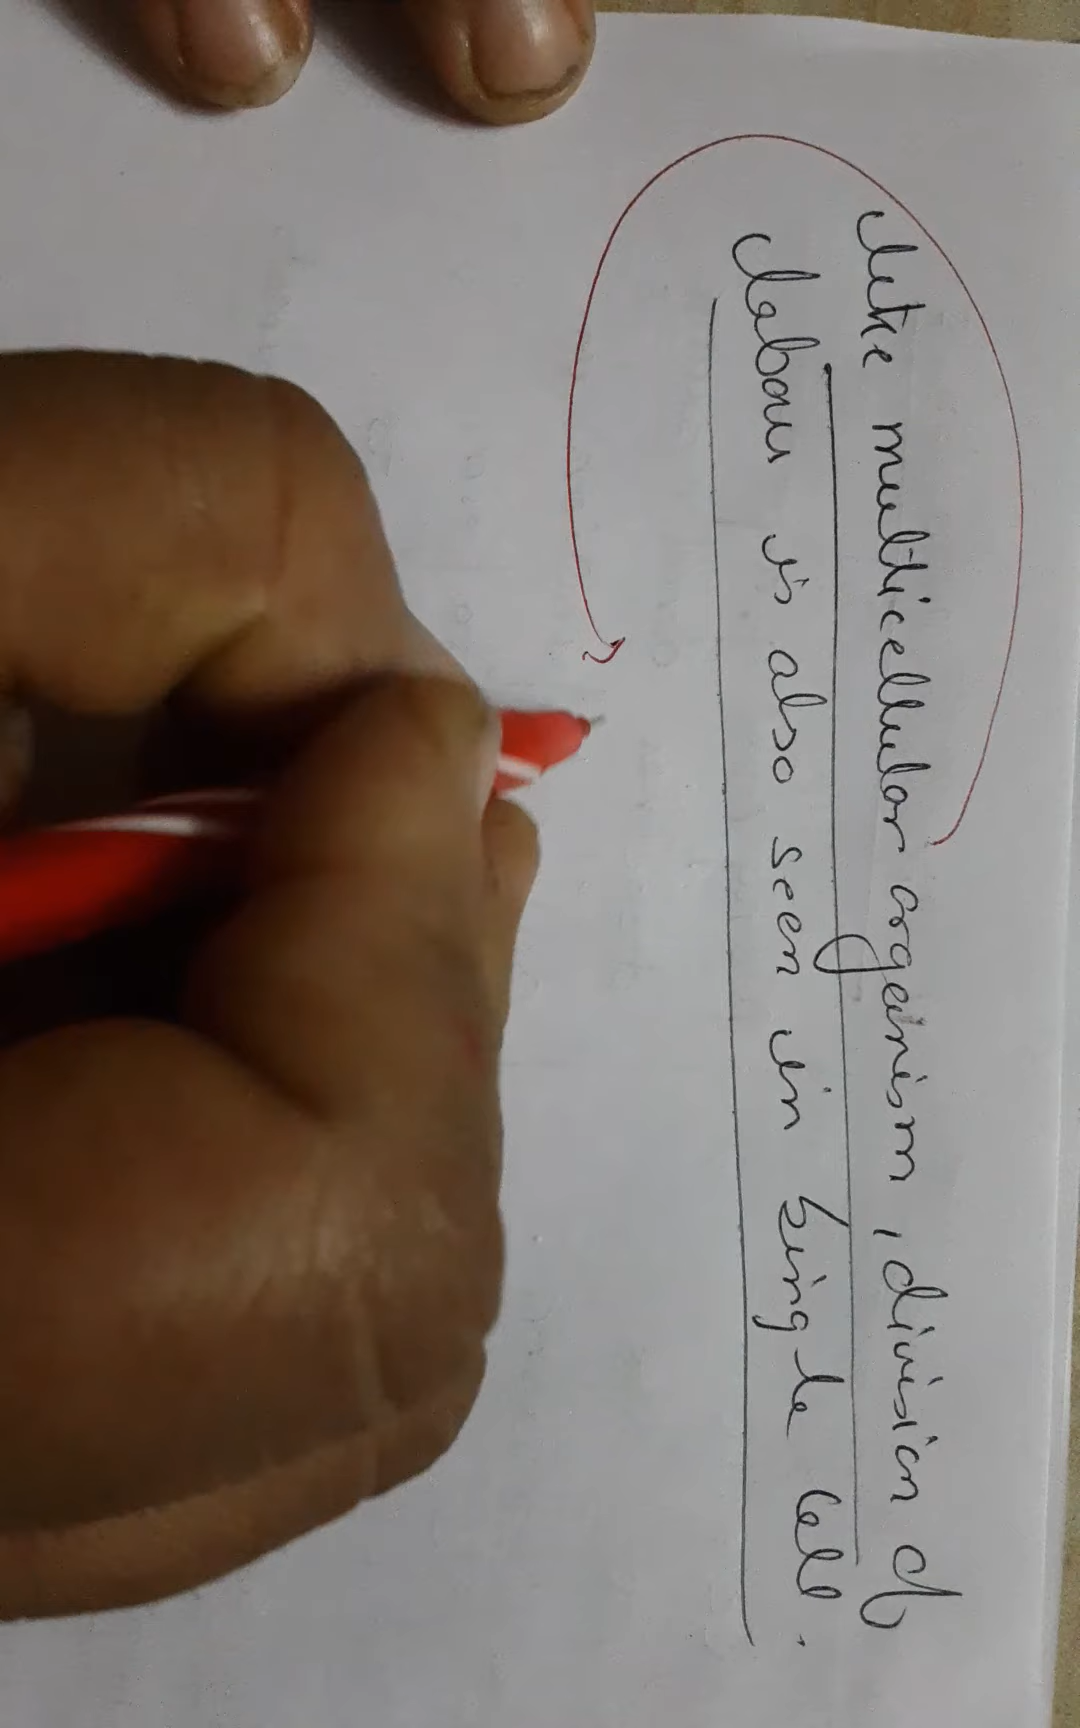 Like multicellular organism, division of
Labour is also seen in single cell.